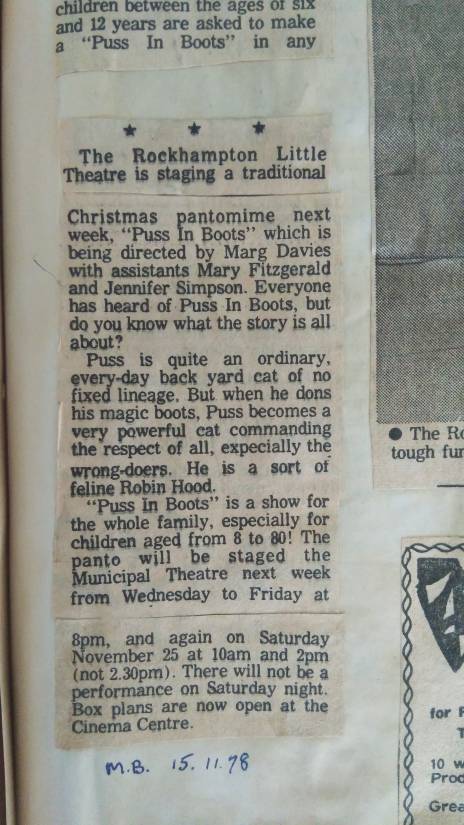 children between the ages of six
and 12 years are asked to make
a "Puss In Boots" in any
★ ★ ★
The Rockhampton Little
Theatre is staging a traditional
Christmas pantomime next
week, "Puss In Boots" which is
being directed by Marg Davies
with assistants Mary Fitzgerald
and Jennifer Simpson. Everyone
has heard of Puss In Boots, but
do you know what the story is all
about?
Puss is quite an ordinary,
every-day back yard cat of no
fixed lineage. But when he dons
his magic boots, Puss becomes a
very powerful cat commanding
the respect of all, expecially the
wrong-doers. He is a sort of
feline Robin Hood.
"Puss In Boots" is a show for
the whole family, especially for
children aged from 8 to 80! The
panto will be staged the
Municipal Theatre next week
from Wednesday to Friday at
8pm, and again on Saturday
November 25 at 10am and 2pm
(not 2.30pm). There will not be a
performance on Saturday night.
Box plans are now open at the
Cinema Centre.
M.B. 15.11.78
● The Ro
tough fun
for
10 w
Prod
Grea